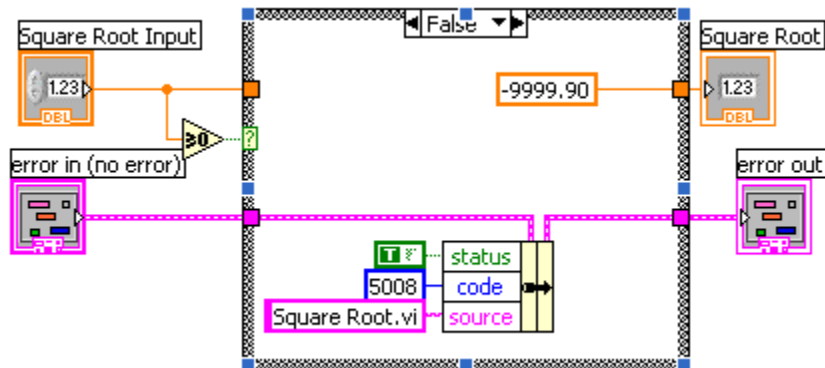 False
Square Root Input
Square Root
1.23
1.23
DBL
DBL
-9999.90
≥0
?
error in (no error)
error out
T F
status
5008
code
Square Root.vi
source